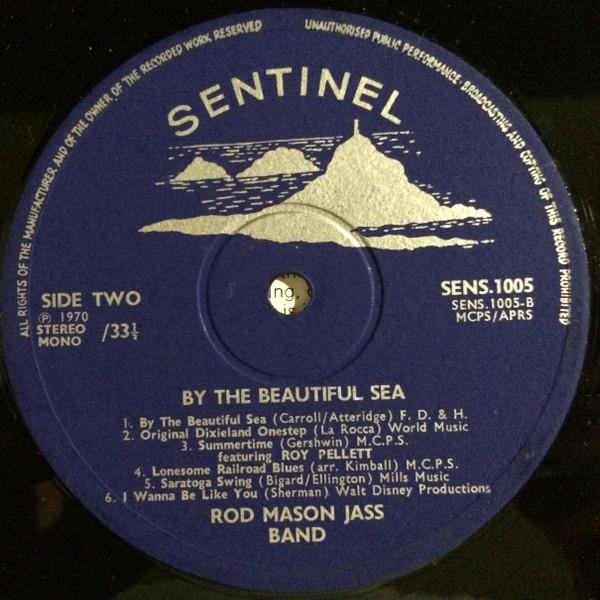 ALL RIGHTS OF THE MANUFACTURER AND OF THE OWNER OF THE RECORDED WORK RESERVED
UNAUTHORISED PUBLIC PERFORMANCE · BROADCASTING AND COPYING OF THIS RECORD PROHIBITED
SENTINEL
SIDE TWO
Ⓟ 1970
STEREO
MONO /33⅓
SENS.1005
SENS.1005-B
MCPS/APRS
BY THE BEAUTIFUL SEA
1. By The Beautiful Sea (Carroll/Atteridge) F. D. & H.
2. Original Dixieland Onestep (La Rocca) World Music
3. Summertime (Gershwin) M.C.P.S.
featuring ROY PELLETT
4. Lonesome Railroad Blues (arr. Kimball) M.C.P.S.
5. Saratoga Swing (Bigard/Ellington) Mills Music
6. I Wanna Be Like You (Sherman) Walt Disney Productions
ROD MASON JASS
BAND